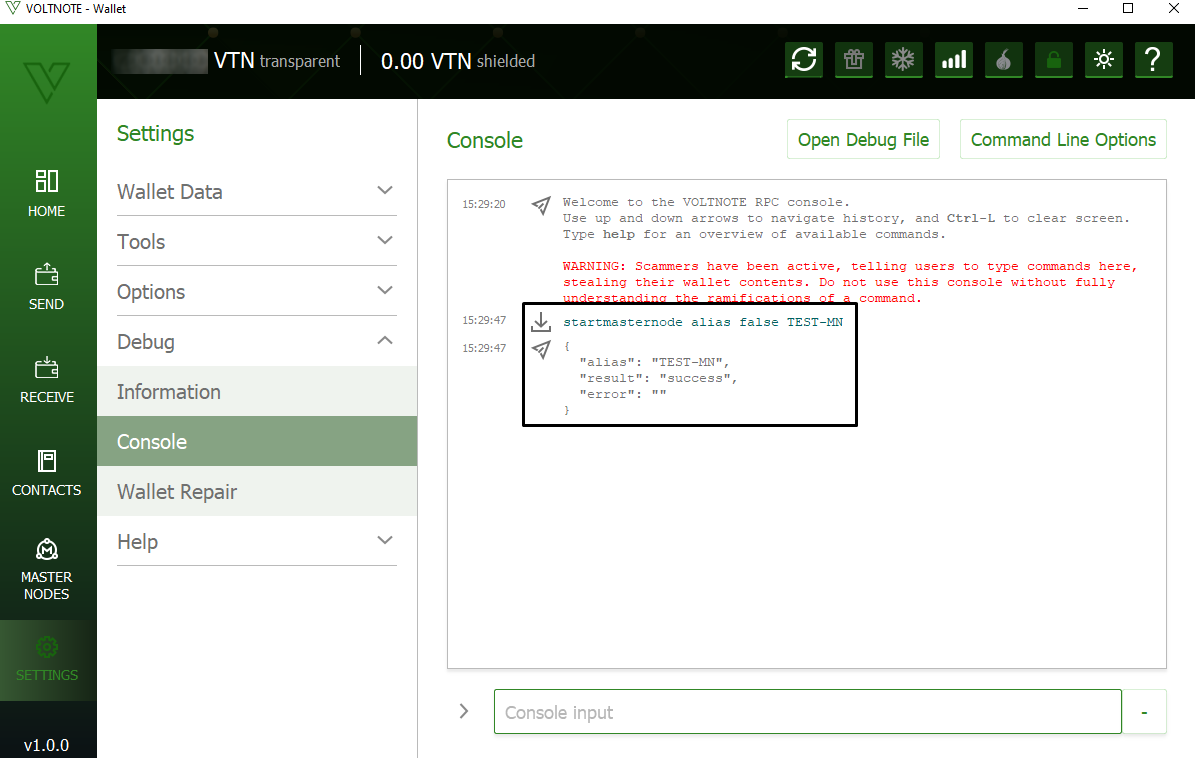 VOLTNOTE - Wallet
VTN transparent
0.00 VTN shielded
HOME
SEND
RECEIVE
CONTACTS
MASTER
NODES
SETTINGS
v1.0.0
Settings
Wallet Data
Tools
Options
Debug
Information
Console
Wallet Repair
Help
Console
Open Debug File
Command Line Options
15:29:20
Welcome to the VOLTNOTE RPC console.
Use up and down arrows to navigate history, and Ctrl-L to clear screen.
Type help for an overview of available commands.
WARNING: Scammers have been active, telling users to type commands here,
stealing their wallet contents. Do not use this console without fully
understanding the ramifications of a command.
15:29:47
startmasternode alias false TEST-MN
15:29:47
{
"alias": "TEST-MN",
"result": "success",
"error": ""
}
Console input
-